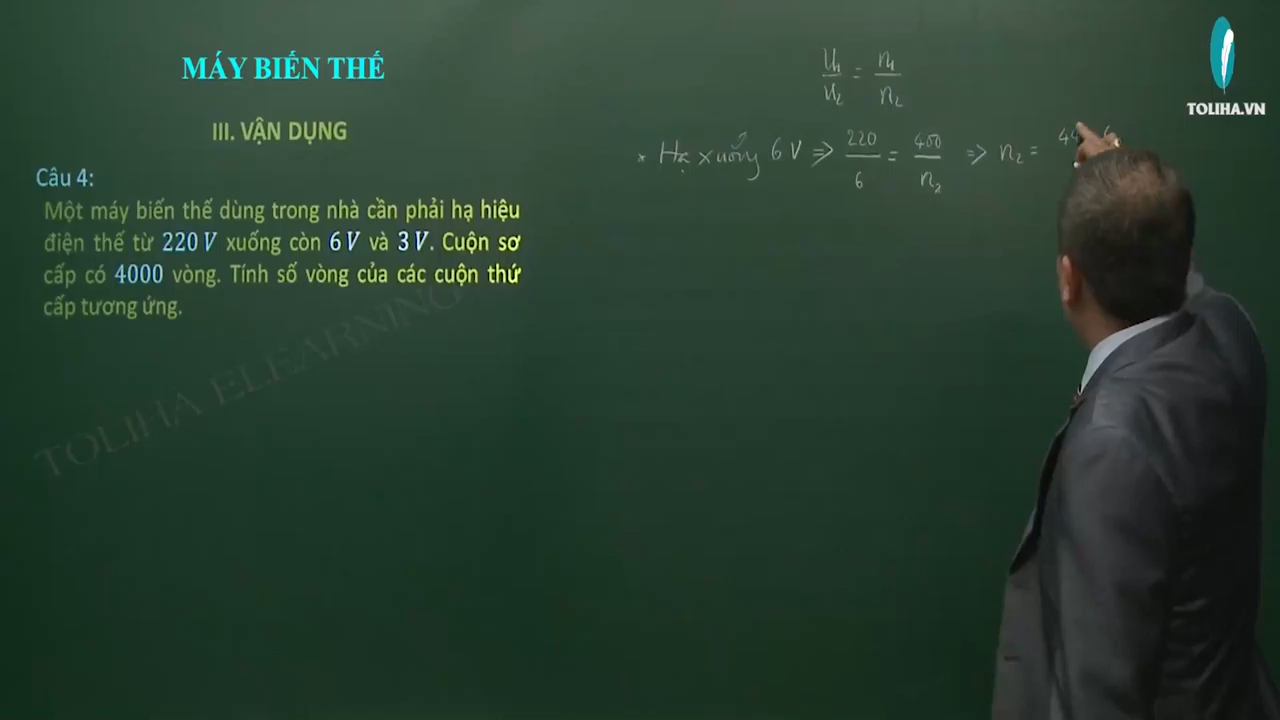 MÁY BIẾN THẾ
III. VẬN DỤNG
Câu 4:
Một máy biến thế dùng trong nhà cần phải hạ hiệu
điện thế từ 220 V xuống còn 6 V và 3 V. Cuộn sơ
cấp có 4000 vòng. Tính số vòng của các cuộn thứ
cấp tương ứng.
U1/U2 = n1/n2
* Hạ xuống 6 V => 220/6 = 400/n2 => n2 =
TOLIHA.VN
TOLIHA ELEARNING